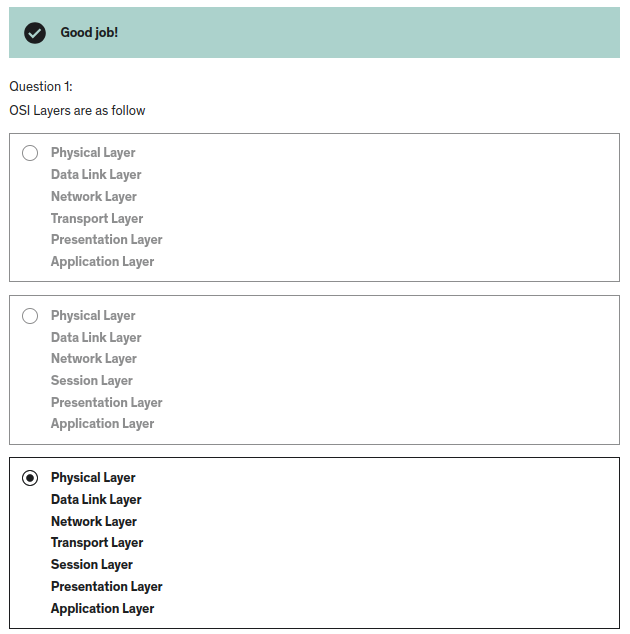 Good job!
Question 1:
OSI Layers are as follow
Physical Layer
Data Link Layer
Network Layer
Transport Layer
Presentation Layer
Application Layer
Physical Layer
Data Link Layer
Network Layer
Session Layer
Presentation Layer
Application Layer
Physical Layer
Data Link Layer
Network Layer
Transport Layer
Session Layer
Presentation Layer
Application Layer